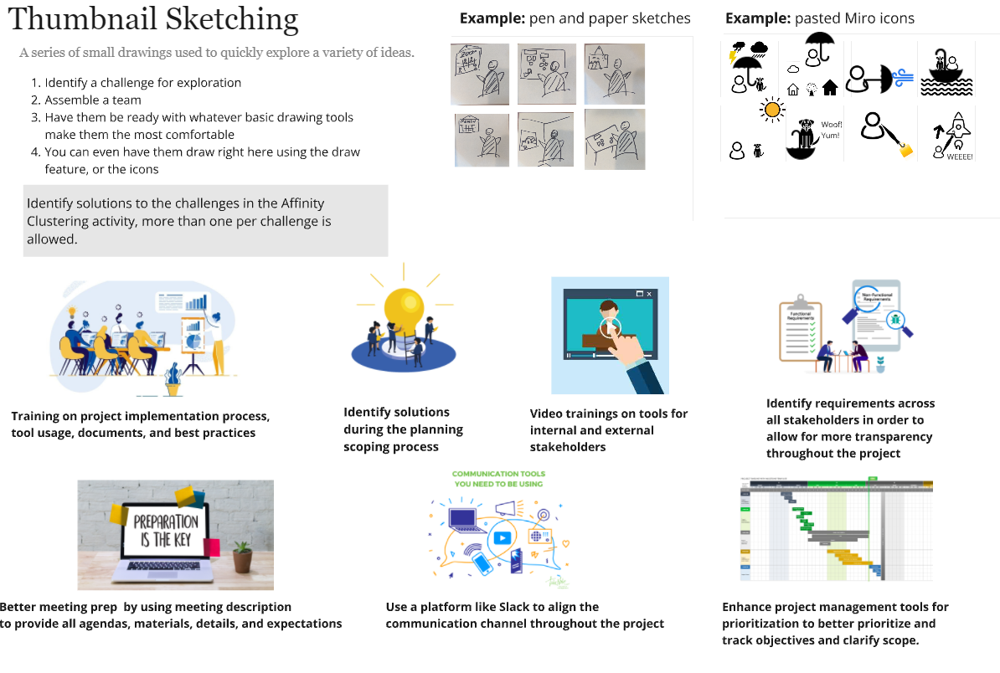 Thumbnail Sketching
A series of small drawings used to quickly explore a variety of ideas.
1. Identify a challenge for exploration
2. Assemble a team
3. Have them be ready with whatever basic drawing tools
make them the most comfortable
4. You can even have them draw right here using the draw
feature, or the icons
Identify solutions to the challenges in the Affinity
Clustering activity, more than one per challenge is
allowed.
Example: pen and paper sketches
Example: pasted Miro icons
Woof!
Yum!
WEEEE!
Training on project implementation process,
tool usage, documents, and best practices
Identify solutions
during the planning
scoping process
Video trainings on tools for
internal and external
stakeholders
Functional
Requirements
Non-Functional
Requirements
Identify requirements across
all stakeholders in order to
allow for more transparency
throughout the project
PREPARATION
IS THE KEY
Better meeting prep by using meeting description
to provide all agendas, materials, details, and expectations
COMMUNICATION TOOLS
YOU NEED TO BE USING
Use a platform like Slack to align the
communication channel throughout the project
Enhance project management tools for
prioritization to better prioritize and
track objectives and clarify scope.